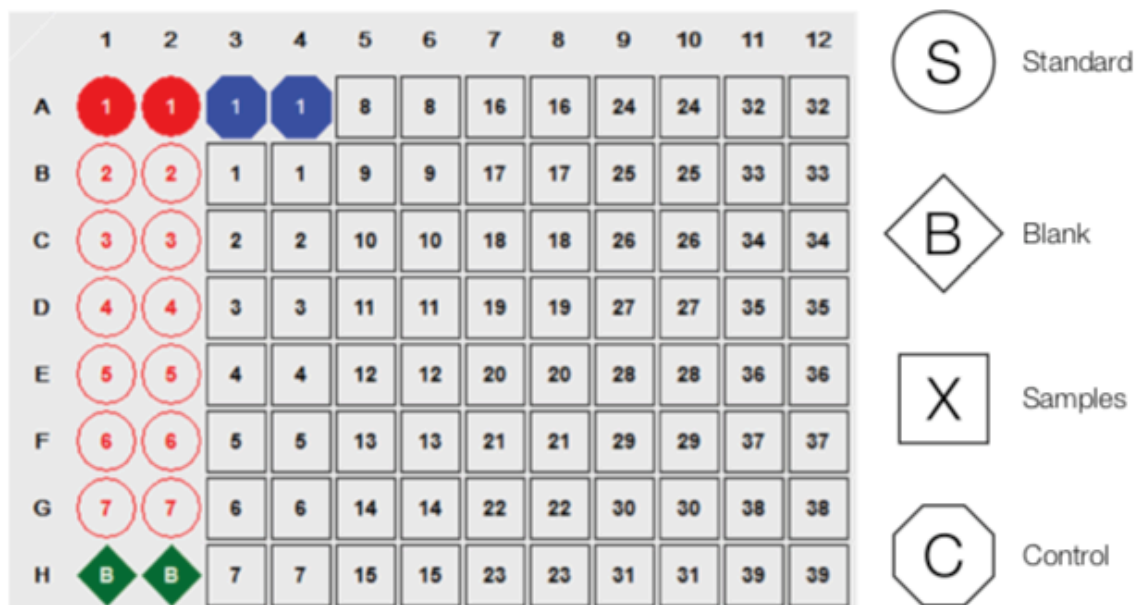 1 2 3 4 5 6 7 8 9 10 11 12
A 1 1 1 1 8 8 16 16 24 24 32 32
B 2 2 1 1 9 9 17 17 25 25 33 33
C 3 3 2 2 10 10 18 18 26 26 34 34
D 4 4 3 3 11 11 19 19 27 27 35 35
E 5 5 4 4 12 12 20 20 28 28 36 36
F 6 6 5 5 13 13 21 21 29 29 37 37
G 7 7 6 6 14 14 22 22 30 30 38 38
H B B 7 7 15 15 23 23 31 31 39 39
S Standard
B Blank
X Samples
C Control